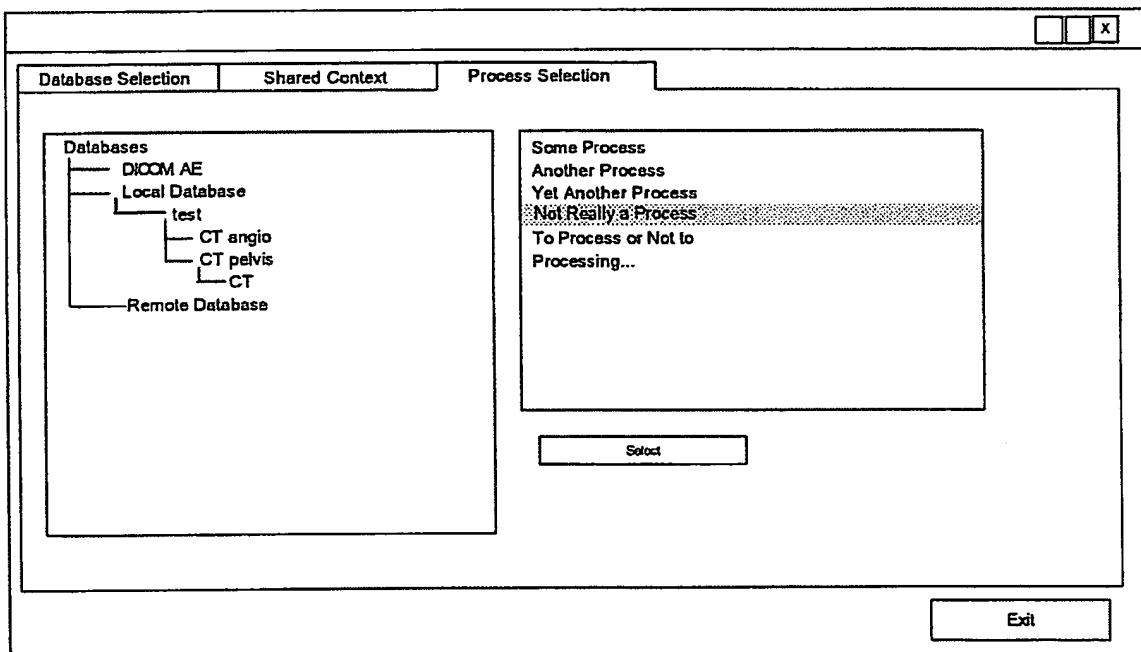 X
Database Selection Shared Context Process Selection
Databases
DICOM AE
Local Database
test
CT angio
CT pelvis
CT
Remote Database
Some Process
Another Process
Yet Another Process
Not Really a Process
To Process or Not to
Processing...
Select
Exit